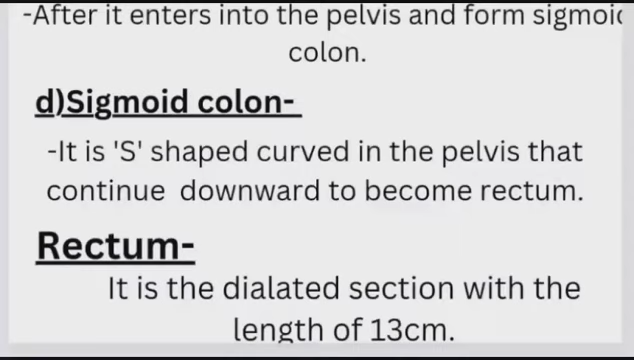 -After it enters into the pelvis and form sigmoid
colon.
d)Sigmoid colon-
-It is 'S' shaped curved in the pelvis that
continue downward to become rectum.
Rectum-
It is the dialated section with the
length of 13cm.